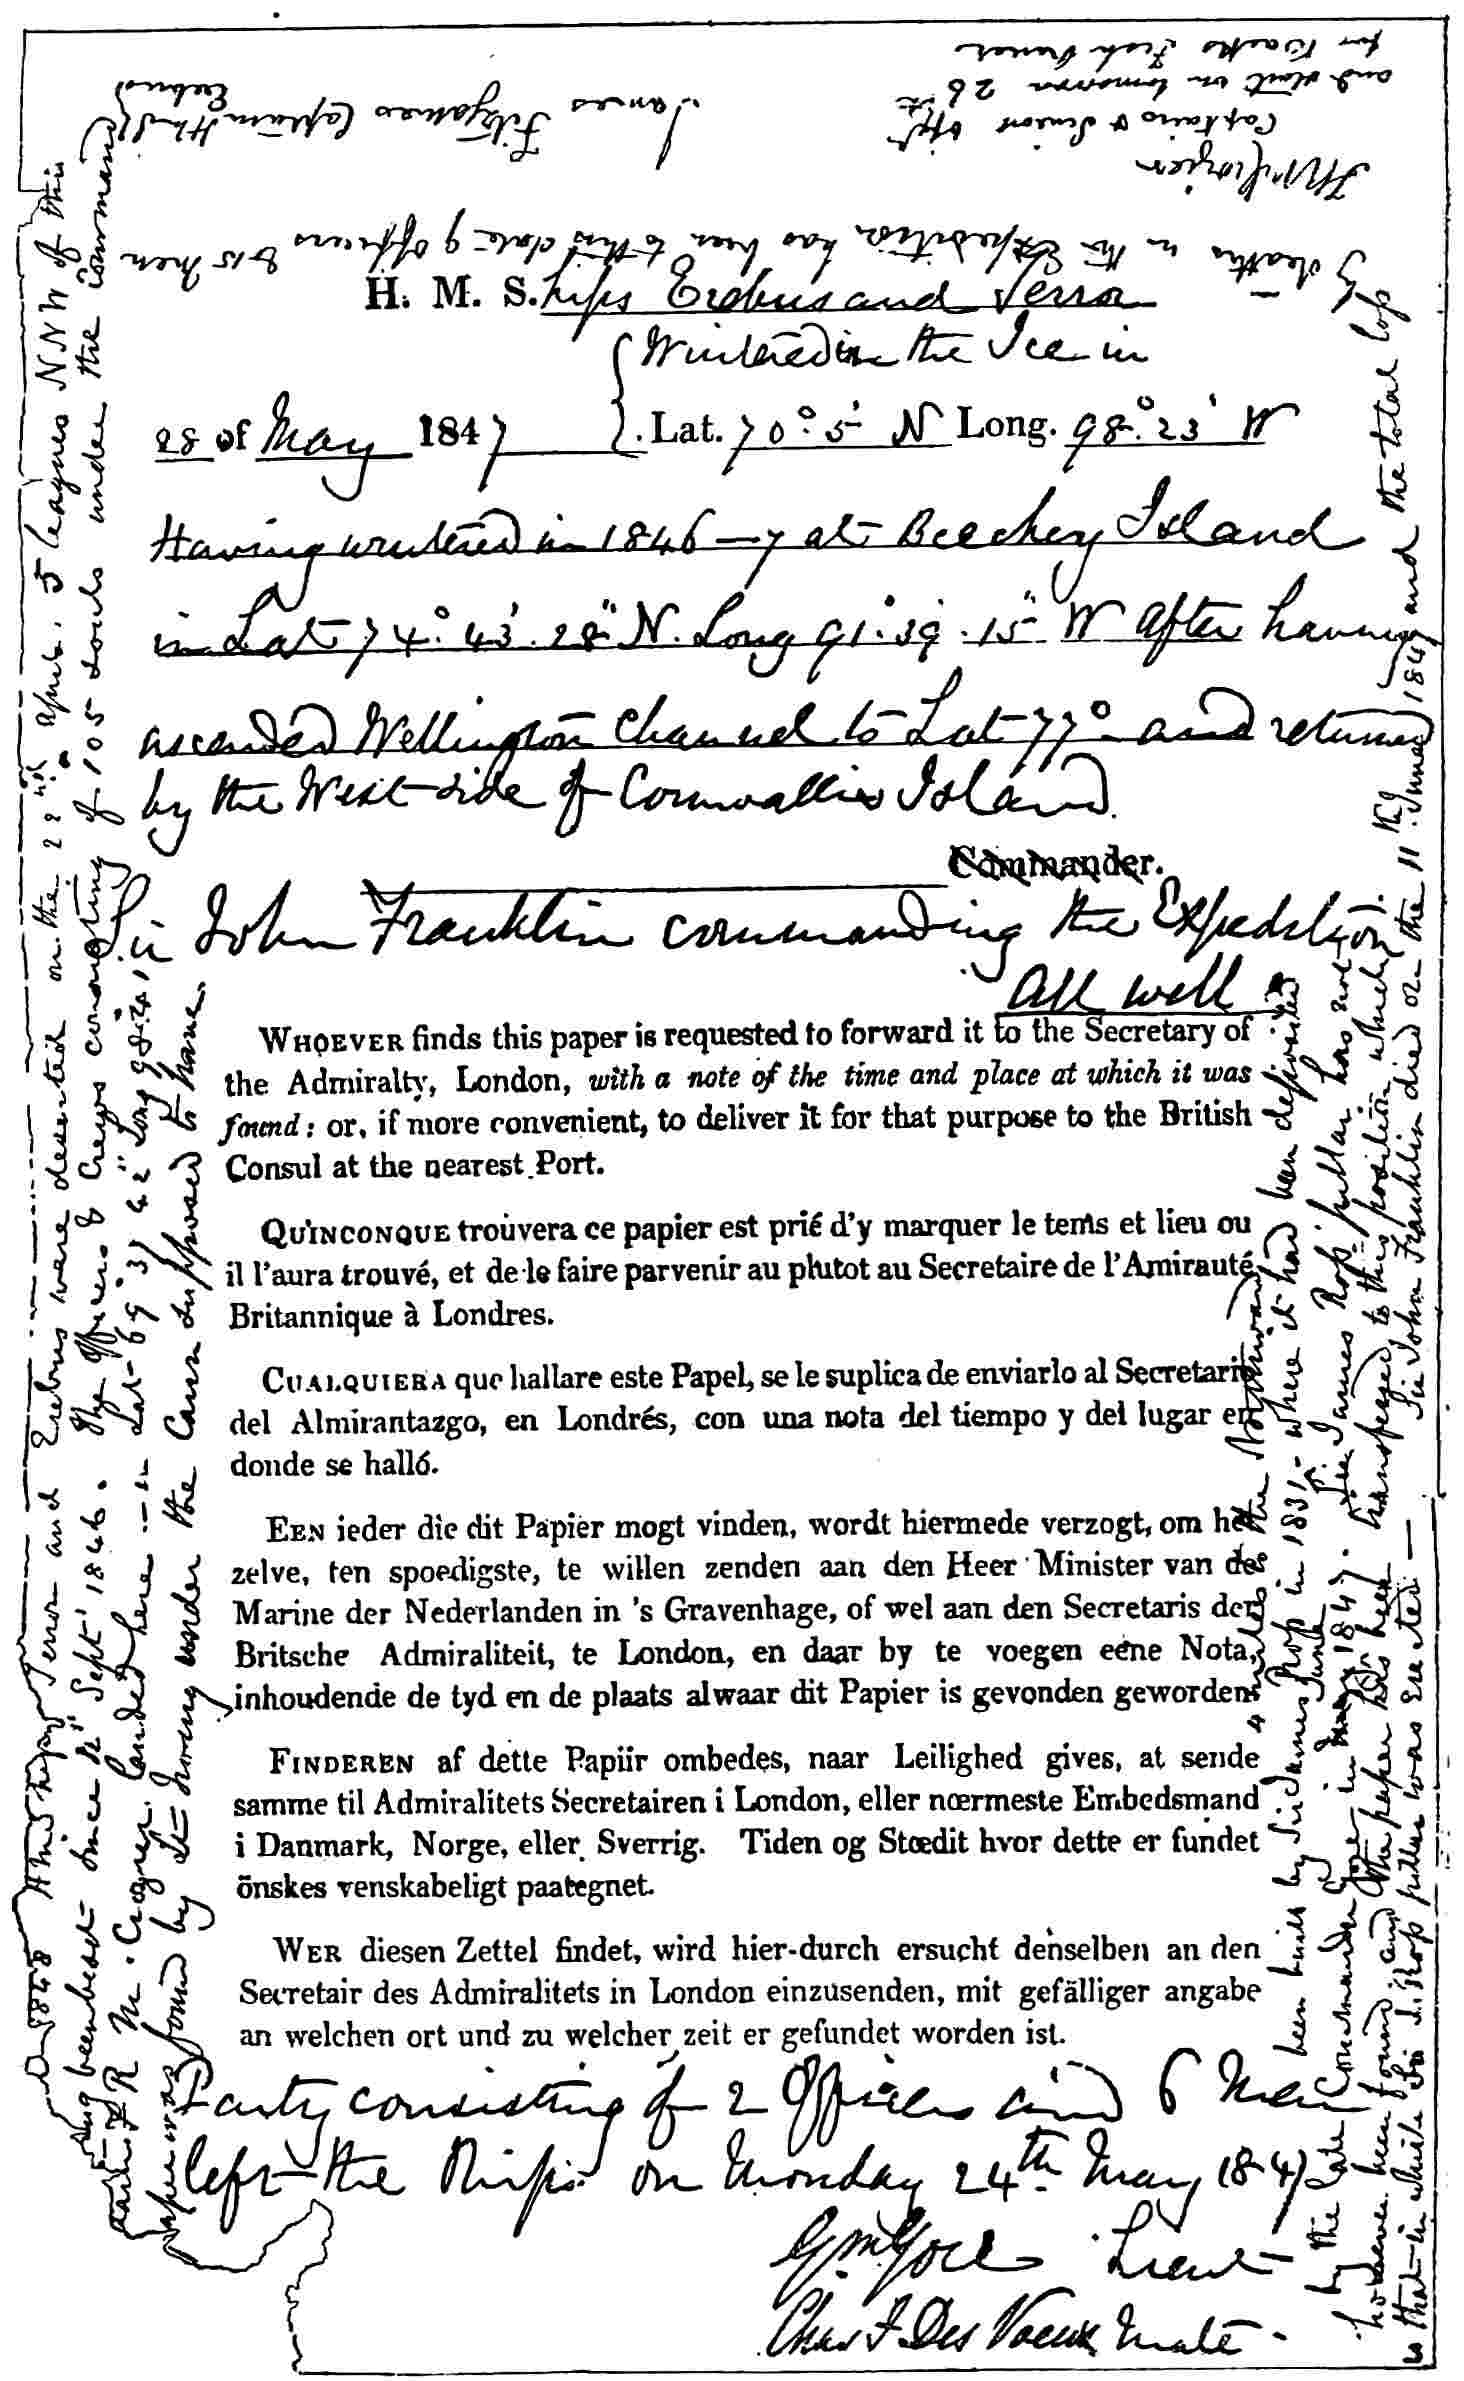 H. M. S. hips Erebus and Terror
Wintered in the Ice in
28 of May 1847 Lat. 70° 5' N Long. 98° 23' W
Having wintered in 1846–7 at Beechey Island
in Lat 74° 43' 28" N. Long 91° 39' 15" W after having
ascended Wellington Channel to Lat 77° and returned
by the West side of Cornwallis Island.
Commander.
Sir John Franklin commanding the Expedition
All well
WHOEVER finds this paper is requested to forward it to the Secretary of
the Admiralty, London, with a note of the time and place at which it was
found: or, if more convenient, to deliver it for that purpose to the British
Consul at the nearest Port.
QUINCONQUE trouvera ce papier est prié d'y marquer le tems et lieu ou
il l'aura trouvé, et de le faire parvenir au plutot au Secretaire de l'Amirauté
Britannique à Londres.
CUALQUIERA que hallare este Papel, se le suplica de enviarlo al Secretario
del Almirantazgo, en Londrés, con una nota del tiempo y del lugar en
donde se halló.
EEN ieder die dit Papier mogt vinden, wordt hiermede verzogt, om het
zelve, ten spoedigste, te willen zenden aan den Heer Minister van de
Marine der Nederlanden in 's Gravenhage, of wel aan den Secretaris der
Britsche Admiraliteit, te London, en daar by te voegen eene Nota,
inhoudende de tyd en de plaats alwaar dit Papier is gevonden geworden
FINDEREN af dette Papiir ombedes, naar Leilighed gives, at sende
samme til Admiralitets Secretairen i London, eller nœrmeste Embedsmand
i Danmark, Norge, eller Sverrig. Tiden og Stœdit hvor dette er fundet
önskes venskabeligt paategnet.
WER diesen Zettel findet, wird hier-durch ersucht denselben an den
Secretair des Admiralitets in London einzusenden, mit gefälliger angabe
an welchen ort und zu welcher zeit er gefundet worden ist.
Party consisting of 2 Officers and 6 Men
left the Ships on Monday 24th May 1847
Gm Gore Lieut
Chas F. Des Voeux Mate.
1848 HM Ships Terror and Erebus were deserted on the 22nd April, 5 leagues NNW of this
been beset since 12th Sept 1846. The Officers & Crews consisting of 105 souls under the command
F R M. Crozier landed here in Lat 69° 37' 42" Long 98° 41'
paper was found by Lt Irving under the Cairn supposed to have
been built by Sir James Ross in 1831 – where it had been deposited
4 miles to the Northward
by the late Commander Gore in May June 1847. Sir James Ross' pillar has not
however been found and the paper has been transferred to this position which
is that in which Sir J. Ross pillar was erected –
Sir John Franklin died on the 11th June 1847 and the total loss
by deaths in the Expedition has been to this date 9 officers & 15 men
James Fitzjames Captain HMS Erebus
F R M Crozier
Captain & Senior Offr
and start on tomorrow 26th
for Backs Fish River